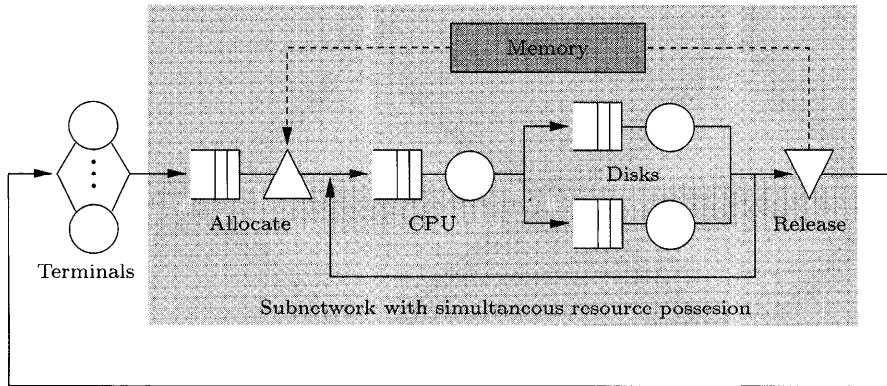 Memory
Disks
Allocate
CPU
Release
Terminals
Subnetwork with simultaneous resource possesion